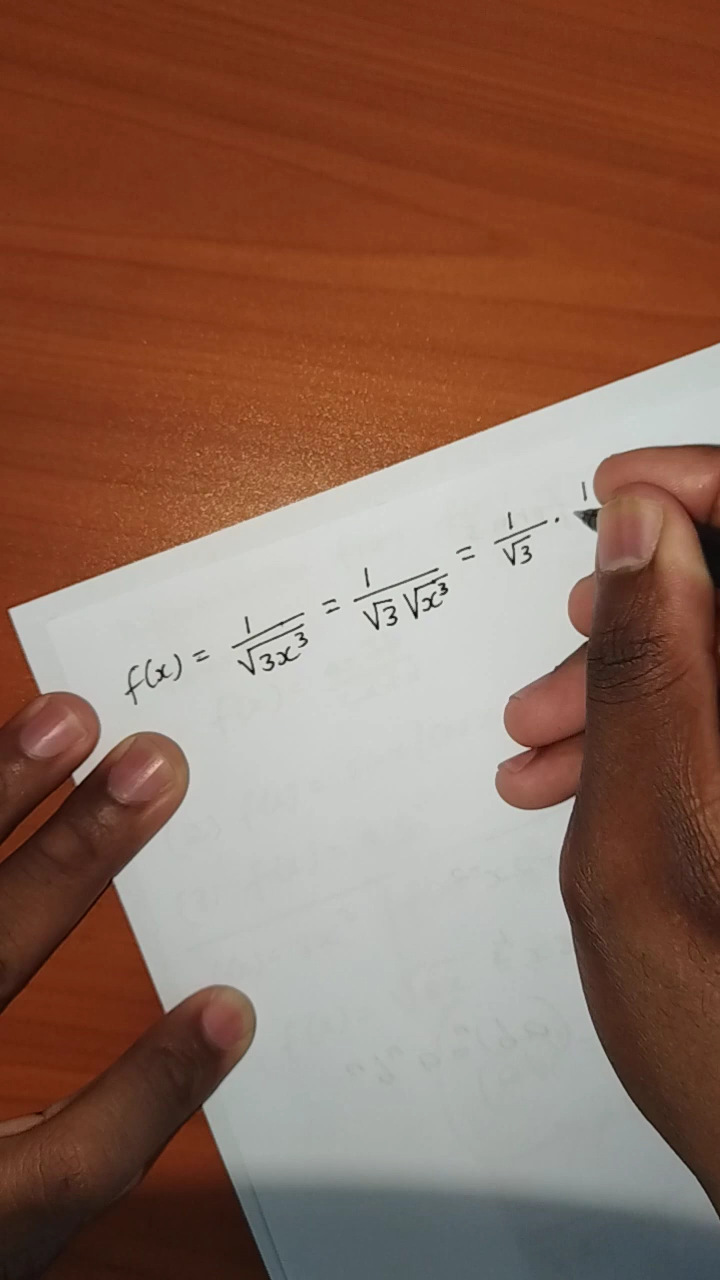 f(x) = 1/√(3x³) = 1/(√3 √(x³)) = 1/√3 · 1